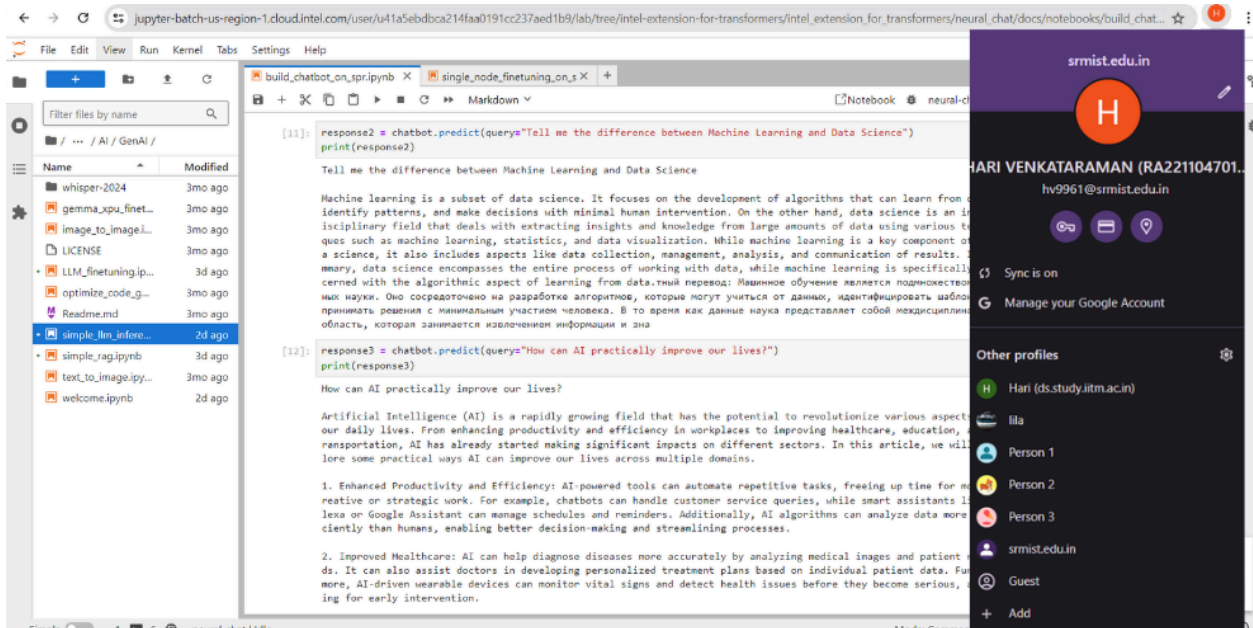 jupyter-batch-us-region-1.cloud.intel.com/user/u41a5ebdbca214faa0191cc237aed1b9/lab/tree/intel-extension-for-transformers/intel_extension_for_transformers/neural_chat/docs/notebooks/build_chat...
H
File Edit View Run Kernel Tabs Settings Help
build_chatbot_on_spr.ipynb
single_node_finetuning_on_s
Markdown
Notebook
neural-ch
Filter files by name
/ ... / AI / GenAI /
Name Modified
whisper-2024 3mo ago
gemma_xpu_finet... 3mo ago
image_to_image.i... 3mo ago
LICENSE 3mo ago
LLM_finetuning.ip... 3d ago
optimize_code_g... 3mo ago
Readme.md 3mo ago
simple_llm_infere... 2d ago
simple_rag.ipynb 3d ago
text_to_image.ipy... 3mo ago
welcome.ipynb 2d ago
[11]: response2 = chatbot.predict(query="Tell me the difference between Machine Learning and Data Science")
print(response2)
Tell me the difference between Machine Learning and Data Science
Machine learning is a subset of data science. It focuses on the development of algorithms that can learn from
identify patterns, and make decisions with minimal human intervention. On the other hand, data science is an in
isciplinary field that deals with extracting insights and knowledge from large amounts of data using various te
ques such as machine learning, statistics, and data visualization. While machine learning is a key component of
a science, it also includes aspects like data collection, management, analysis, and communication of results.
mmary, data science encompasses the entire process of working with data, while machine learning is specifically
cerned with the algorithmic aspect of learning from data.тный перевод: Машинное обучение является подмножеством
ных науки. Оно сосредоточено на разработке алгоритмов, которые могут учиться от данных, идентифицировать шабло
принимать решения с минимальным участием человека. В то время как данные наука представляет собой междисциплина
область, которая занимается извлечением информации и зна
[12]: response3 = chatbot.predict(query="How can AI practically improve our lives?")
print(response3)
How can AI practically improve our lives?
Artificial Intelligence (AI) is a rapidly growing field that has the potential to revolutionize various aspects
our daily lives. From enhancing productivity and efficiency in workplaces to improving healthcare, education,
ransportation, AI has already started making significant impacts on different sectors. In this article, we will
lore some practical ways AI can improve our lives across multiple domains.
1. Enhanced Productivity and Efficiency: AI-powered tools can automate repetitive tasks, freeing up time for mo
reative or strategic work. For example, chatbots can handle customer service queries, while smart assistants li
lexa or Google Assistant can manage schedules and reminders. Additionally, AI algorithms can analyze data more
ciently than humans, enabling better decision-making and streamlining processes.
2. Improved Healthcare: AI can help diagnose diseases more accurately by analyzing medical images and patient
ds. It can also assist doctors in developing personalized treatment plans based on individual patient data. Fur
more, AI-driven wearable devices can monitor vital signs and detect health issues before they become serious,
ing for early intervention.
srmist.edu.in
H
HARI VENKATARAMAN (RA221104701..
hv9961@srmist.edu.in
Sync is on
Manage your Google Account
Other profiles
H Hari (ds.study.iitm.ac.in)
lila
Person 1
Person 2
Person 3
srmist.edu.in
Guest
Add